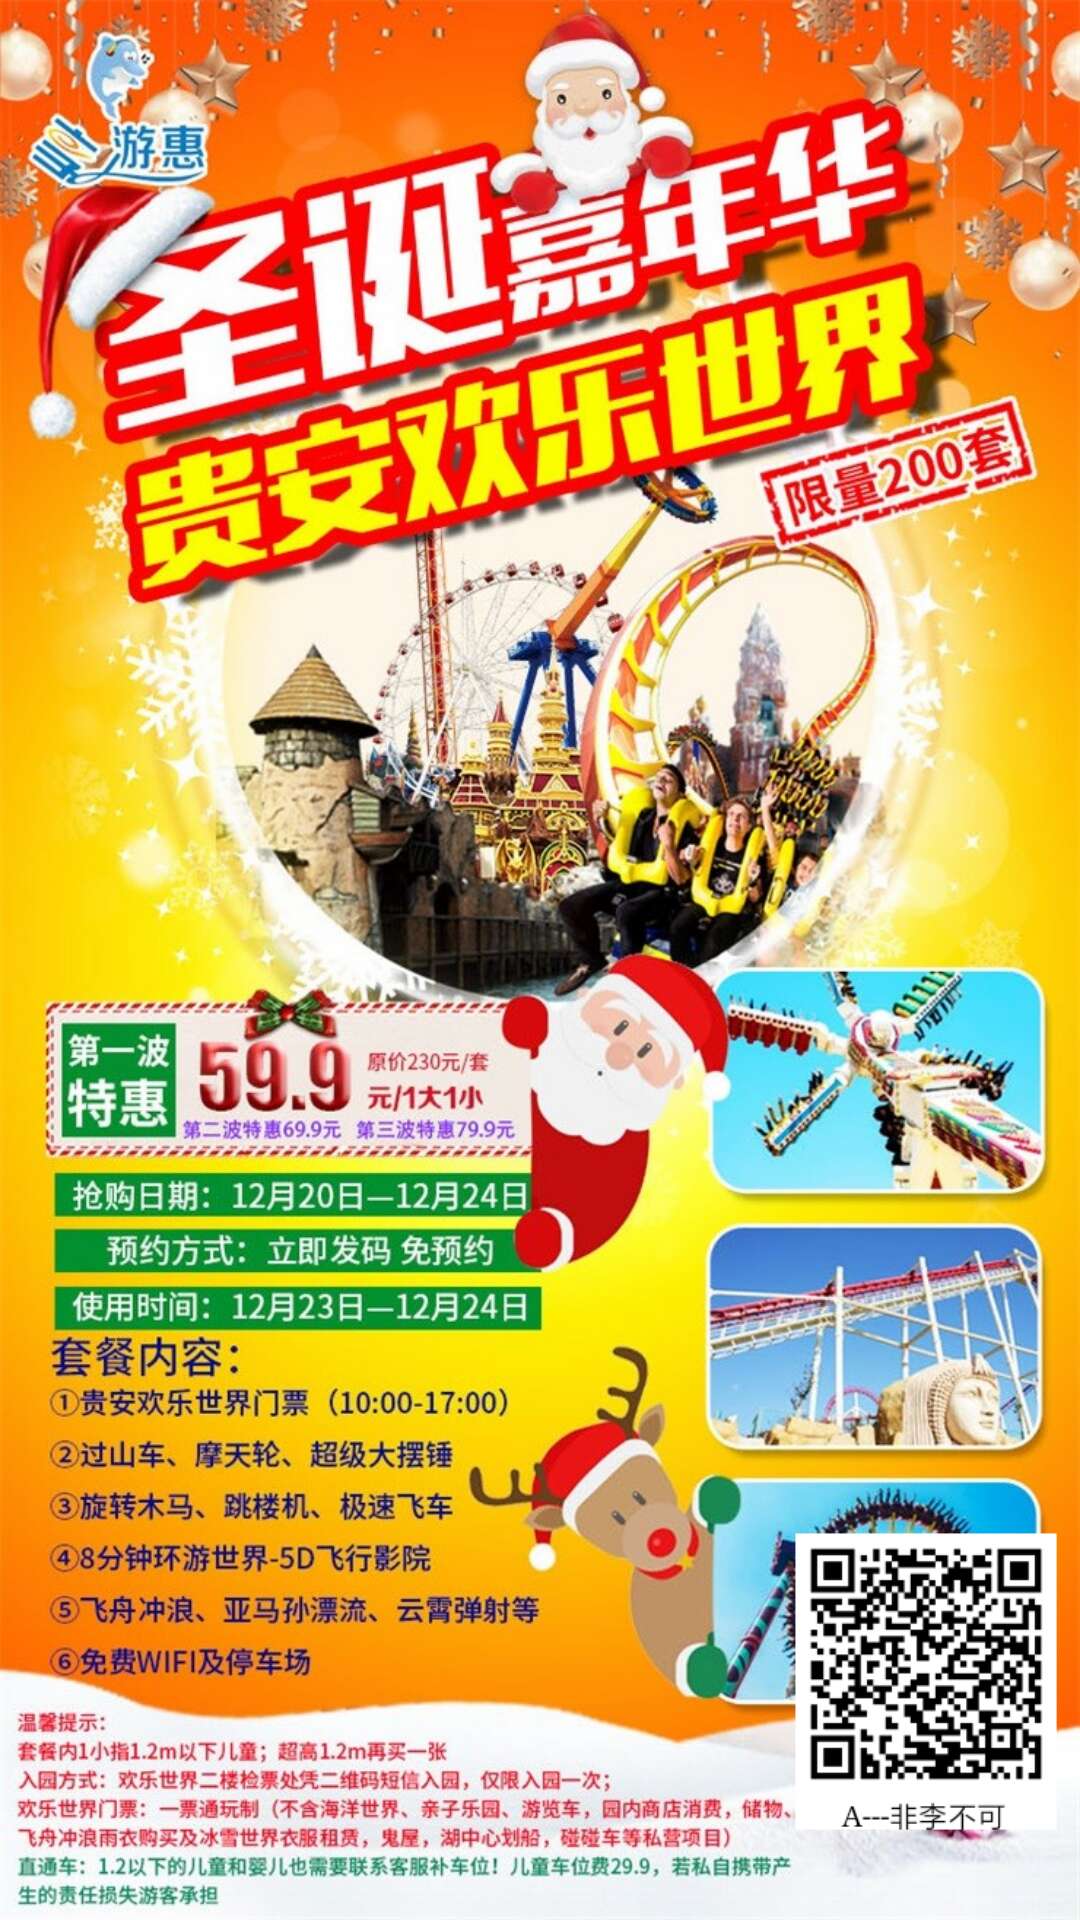 享游惠
圣诞嘉年华
贵安欢乐世界
限量200套
第一波
特惠
59.9
原价230元/套
元/1大1小
第二波特惠69.9元 第三波特惠79.9元
抢购日期：12月20日—12月24日
预约方式：立即发码 免预约
使用时间：12月23日—12月24日
套餐内容：
①贵安欢乐世界门票（10:00-17:00）
②过山车、摩天轮、超级大摆锤
③旋转木马、跳楼机、极速飞车
④8分钟环游世界-5D飞行影院
⑤飞舟冲浪、亚马孙漂流、云霄弹射等
⑥免费WIFI及停车场
温馨提示：
套餐内1小指1.2m以下儿童；超高1.2m再买一张
入园方式：欢乐世界二楼检票处凭二维码短信入园，仅限入园一次；
欢乐世界门票：一票通玩制（不含海洋世界、亲子乐园、游览车，园内商店消费，储物、
飞舟冲浪雨衣购买及冰雪世界衣服租赁，鬼屋，湖中心划船，碰碰车等私营项目）
直通车：1.2以下的儿童和婴儿也需要联系客服补车位！儿童车位费29.9，若私自携带产
生的责任损失游客承担
A---非李不可